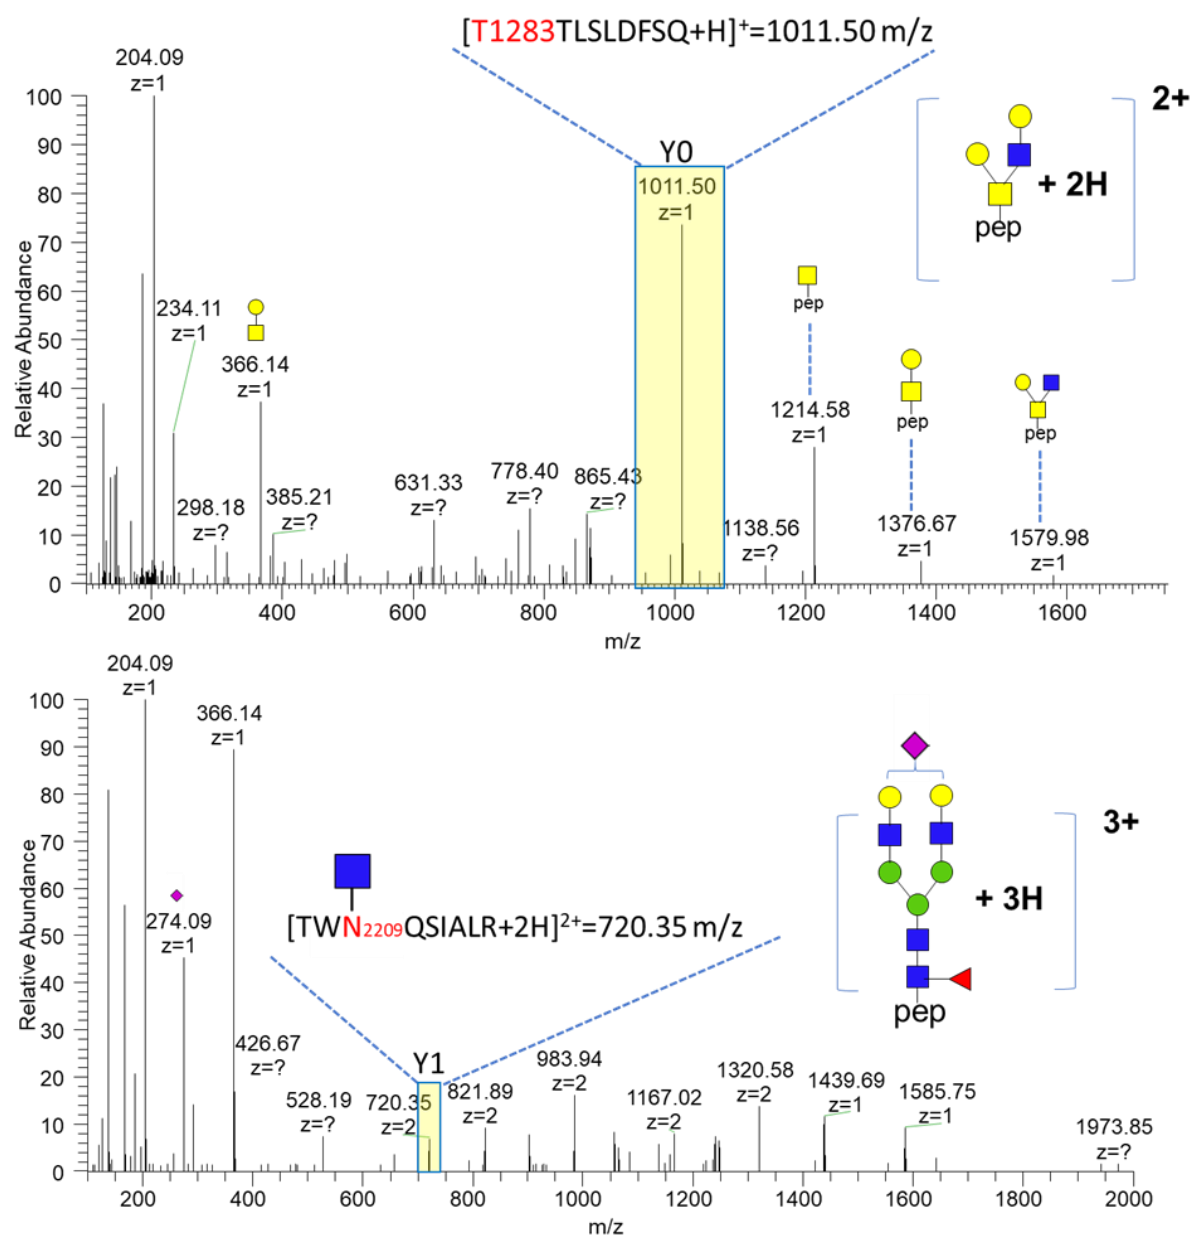 [T1283TLSLDFSQ+H]⁺=1011.50 m/z
204.09
z=1
2+
Y0
1011.50
z=1
+ 2H
pep
234.11
z=1
366.14
z=1
pep
1214.58
z=1
pep
1376.67
z=1
pep
1579.98
z=1
298.18
z=?
385.21
z=?
631.33
z=?
778.40
z=?
865.43
z=?
1138.56
z=?
Relative Abundance
100
90
80
70
60
50
40
30
20
10
0
200
400
600
800
1000
1200
1400
1600
m/z
204.09
z=1
366.14
z=1
3+
+ 3H
pep
274.09
z=1
[TWN2209QSIALR+2H]²⁺=720.35 m/z
Y1
426.67
z=?
528.19
z=?
720.35
z=2
821.89
z=2
983.94
z=2
1167.02
z=2
1320.58
z=2
1439.69
z=1
1585.75
z=1
1973.85
z=?
Relative Abundance
100
90
80
70
60
50
40
30
20
10
0
200
400
600
800
1000
1200
1400
1600
1800
2000
m/z